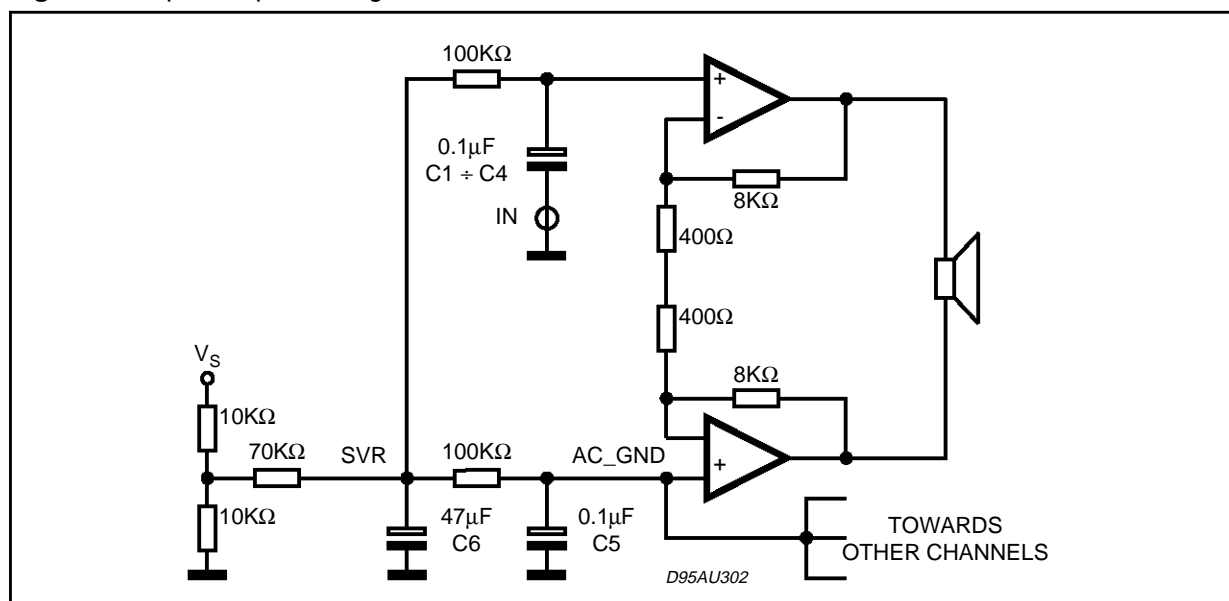 100KΩ
+
-
0.1μF
C1 ÷ C4
IN
8KΩ
400Ω
400Ω
8KΩ
VS
10KΩ
70KΩ
SVR
100KΩ
AC_GND
+
10KΩ
47μF
C6
0.1μF
C5
TOWARDS
OTHER CHANNELS
D95AU302